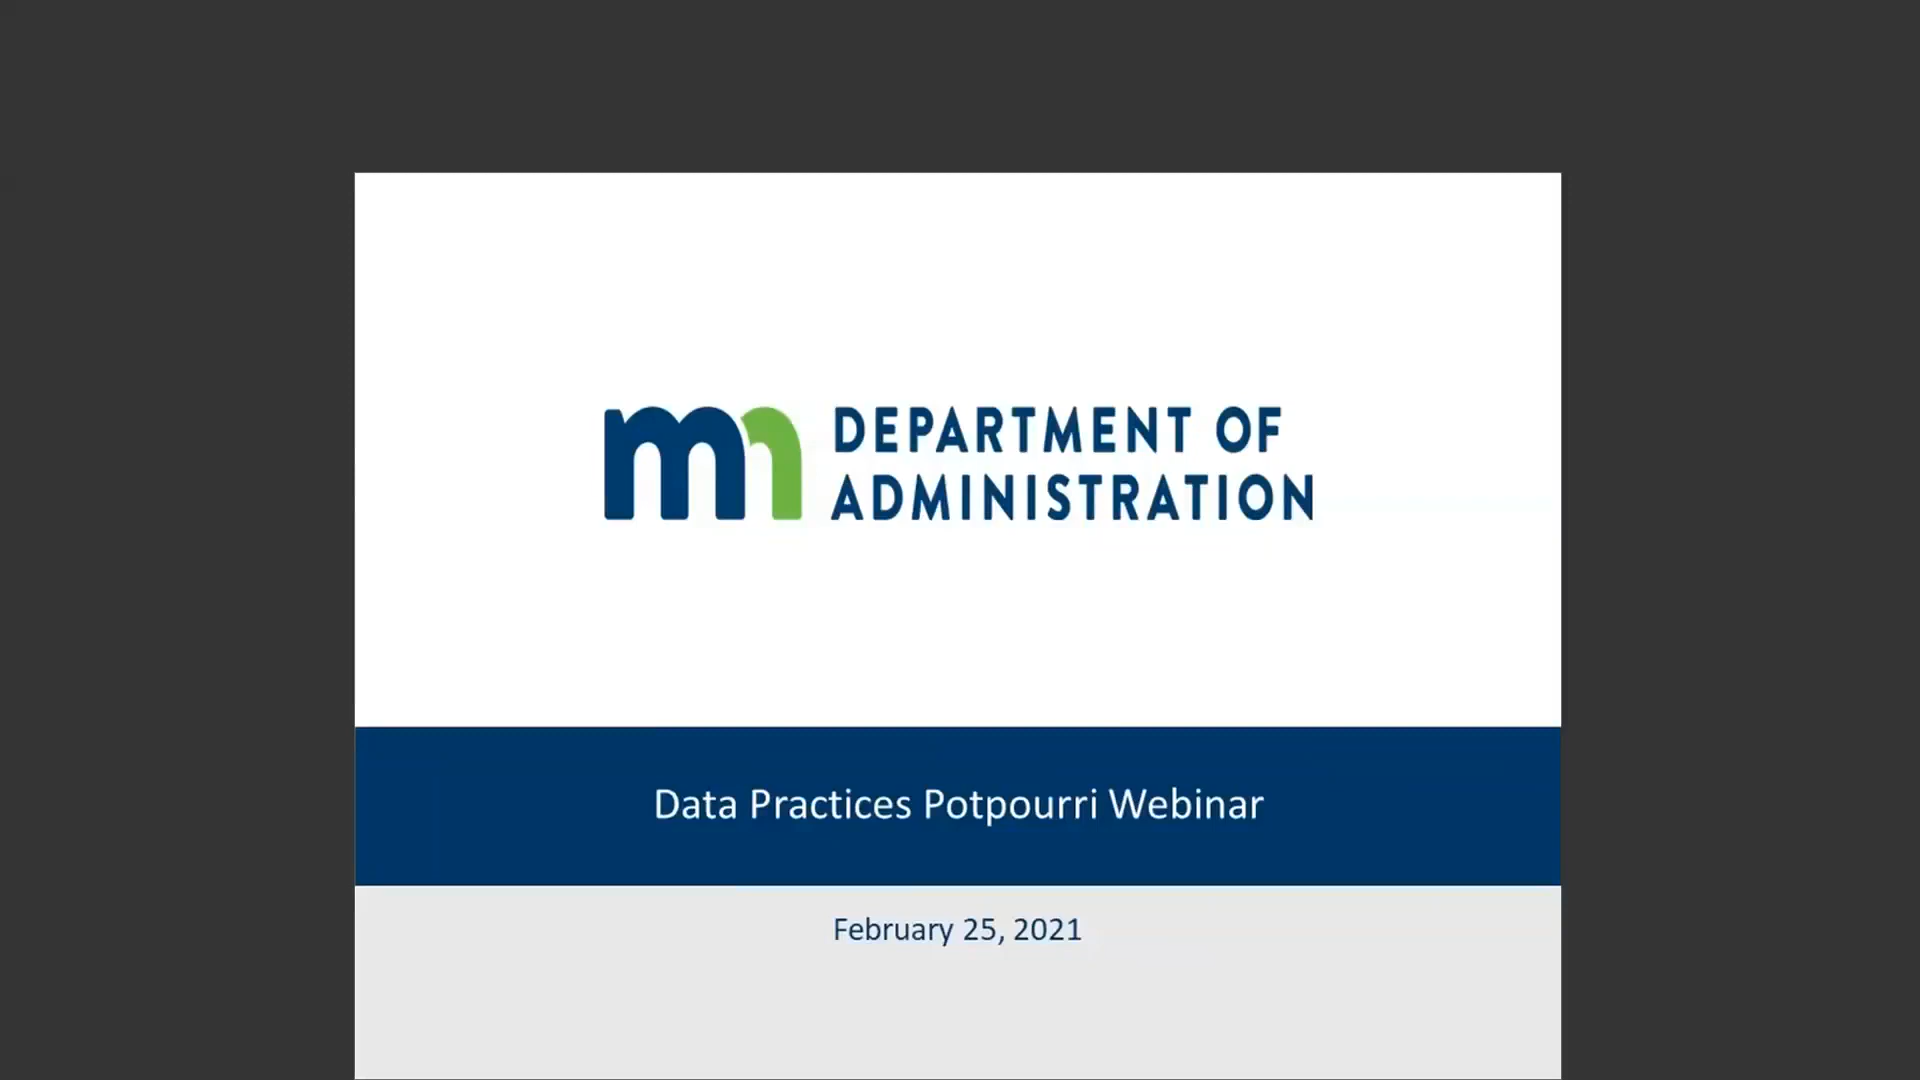 mn DEPARTMENT OF
ADMINISTRATION
Data Practices Potpourri Webinar
February 25, 2021